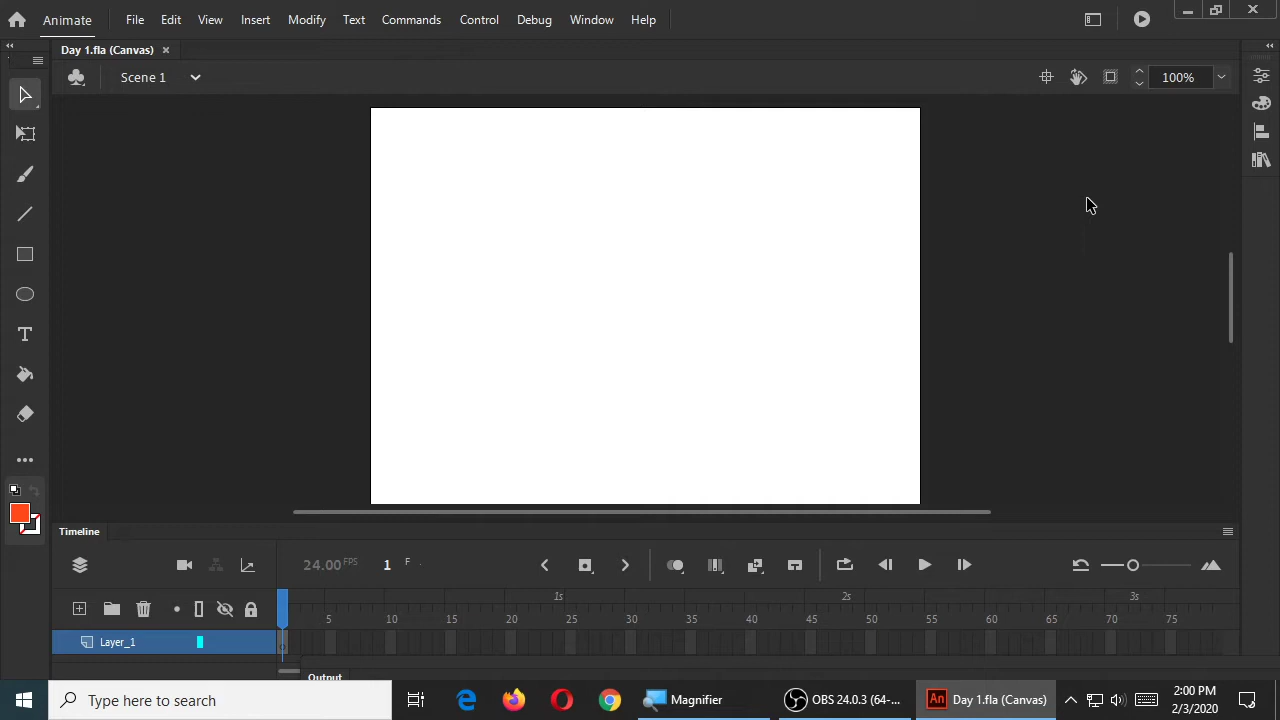 Animate File Edit View Insert Modify Text Commands Control Debug Window Help
Day 1.fla (Canvas)
Scene 1
100%
Timeline
24.00 FPS 1 F
1s 2s 3s
5 10 15 20 25 30 35 40 45 50 55 60 65 70 75
Layer_1
Output
Type here to search
Magnifier
OBS 24.0.3 (64-...
An Day 1.fla (Canvas)
2:00 PM
2/3/2020